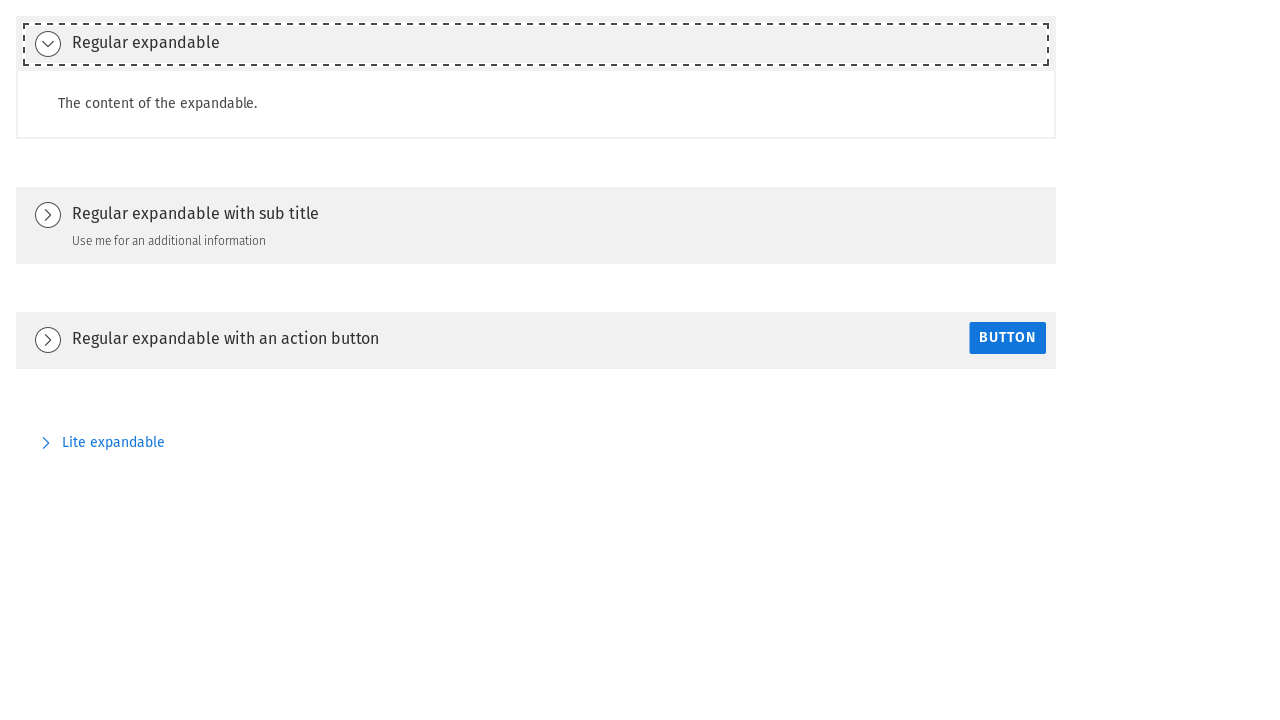 Regular expandable
The content of the expandable.
Regular expandable with sub title
Use me for an additional information
Regular expandable with an action button
BUTTON
Lite expandable